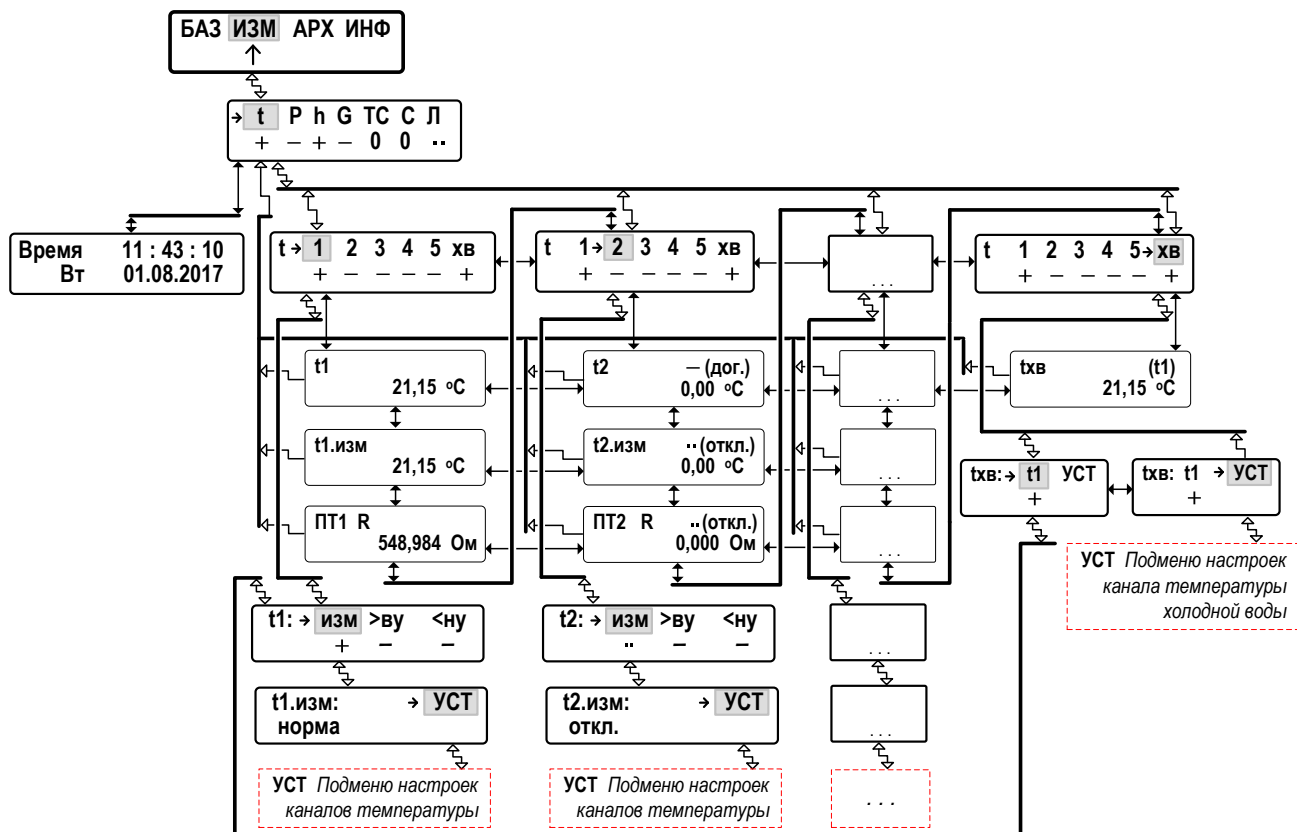 БАЗ ИЗМ АРХ ИНФ
↑
→ t P h G ТС С Л
+ – + – 0 0 ··
Время 11 : 43 : 10
Вт 01.08.2017
t → 1 2 3 4 5 хв
+ – – – – +
t 1 → 2 3 4 5 хв
+ – – – – +
. . .
t 1 2 3 4 5 → хв
+ – – – – +
t1
21,15 ºС
t2 – (дог.)
0,00 ºС
. . .
tхв (t1)
21,15 ºС
t1.изм
21,15 ºС
t2.изм ·· (откл.)
0,00 ºС
. . .
tхв: → t1 УСТ
+
tхв: t1 → УСТ
+
ПТ1 R
548,984 Ом
ПТ2 R ·· (откл.)
0,000 Ом
. . .
УСТ Подменю настроек
канала температуры
холодной воды
t1: → изм >ву <ну
+ – –
t2: → изм >ву <ну
·· – –
. . .
t1.изм: → УСТ
норма
t2.изм: → УСТ
откл.
. . .
УСТ Подменю настроек
каналов температуры
УСТ Подменю настроек
каналов температуры
. . .